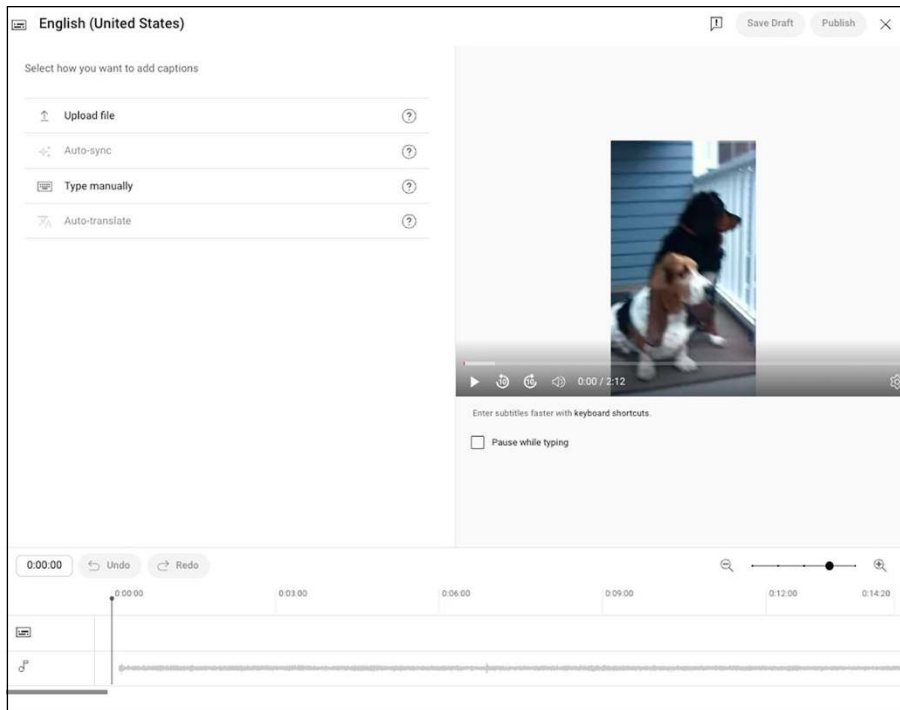 English (United States)
Save Draft
Publish
Select how you want to add captions
Upload file
Auto-sync
Type manually
Auto-translate
10
10
0:00 / 2:12
Enter subtitles faster with keyboard shortcuts.
Pause while typing
0:00:00
Undo
Redo
0:00:00
0:03:00
0:06:00
0:09:00
0:12:00
0:14:20